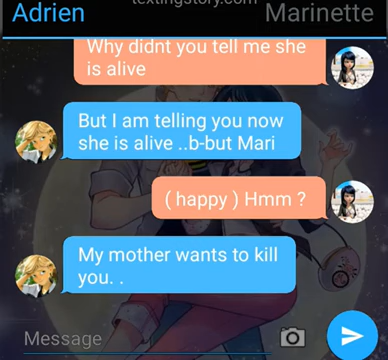 textingstory.com
Adrien Marinette
Why didnt you tell me she
is alive
But I am telling you now
she is alive ..b-but Mari
( happy ) Hmm ?
My mother wants to kill
you. .
Message